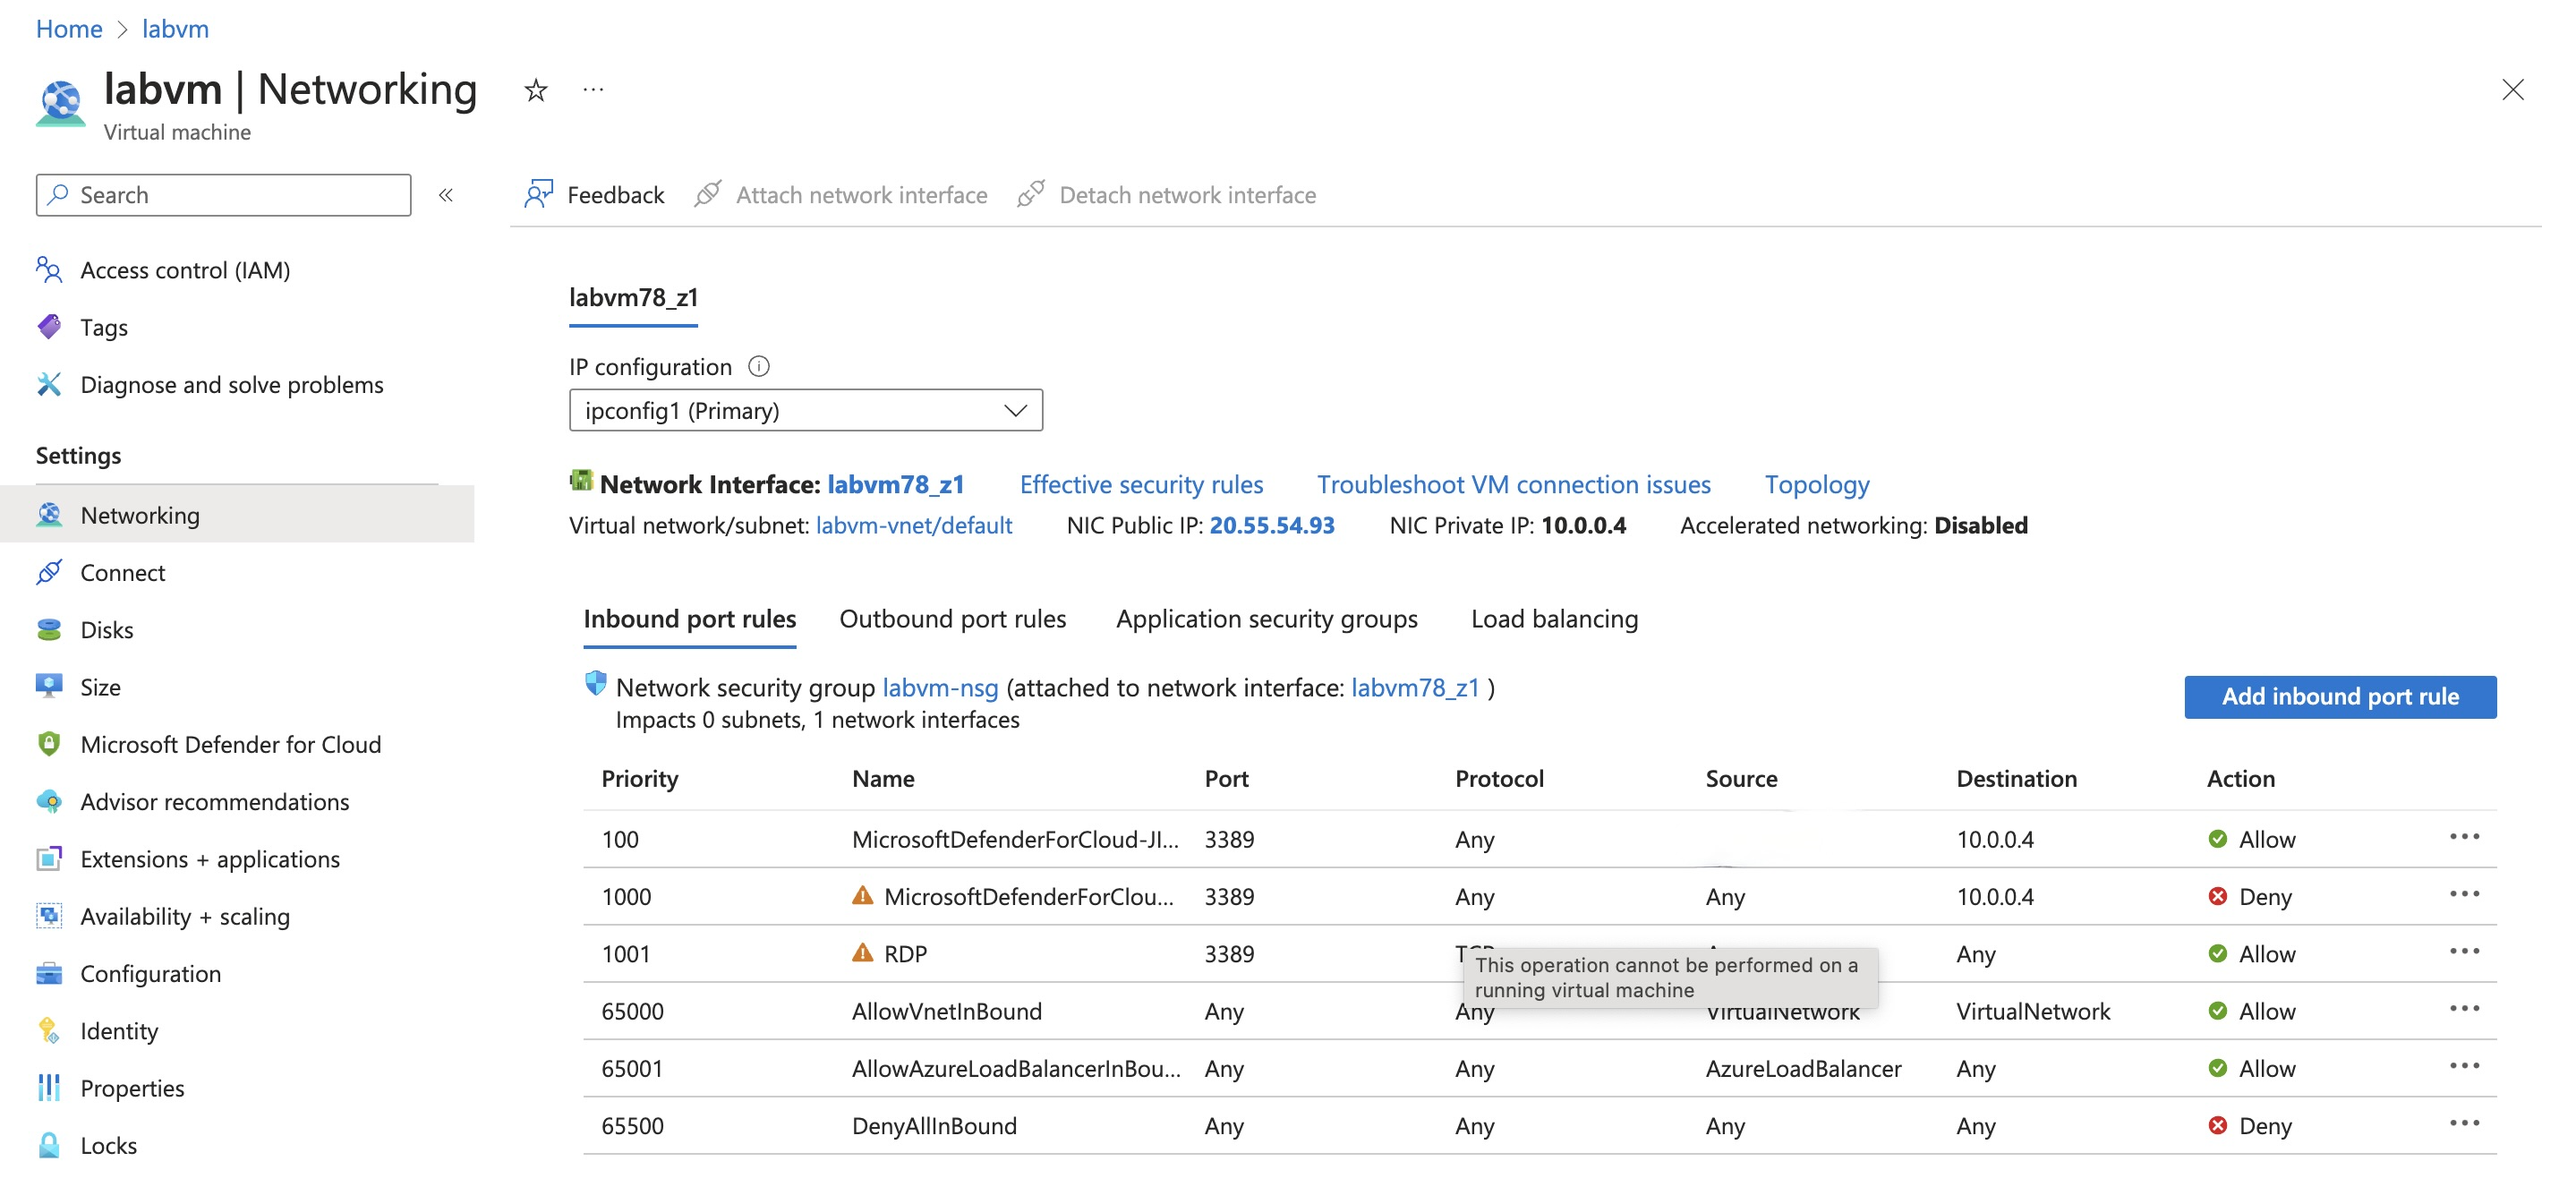 Home > labvm
labvm | Networking
Virtual machine
Search
Feedback Attach network interface Detach network interface
Access control (IAM)
Tags
Diagnose and solve problems
Settings
Networking
Connect
Disks
Size
Microsoft Defender for Cloud
Advisor recommendations
Extensions + applications
Availability + scaling
Configuration
Identity
Properties
Locks
labvm78_z1
IP configuration
ipconfig1 (Primary)
Network Interface: labvm78_z1 Effective security rules Troubleshoot VM connection issues Topology
Virtual network/subnet: labvm-vnet/default NIC Public IP: 20.55.54.93 NIC Private IP: 10.0.0.4 Accelerated networking: Disabled
Inbound port rules Outbound port rules Application security groups Load balancing
Network security group labvm-nsg (attached to network interface: labvm78_z1 )
Impacts 0 subnets, 1 network interfaces
Add inbound port rule
Priority Name Port Protocol Source Destination Action
100 MicrosoftDefenderForCloud-JI... 3389 Any 10.0.0.4 Allow
1000 MicrosoftDefenderForClou... 3389 Any Any 10.0.0.4 Deny
1001 RDP 3389 TCP Any Allow
This operation cannot be performed on a
running virtual machine
65000 AllowVnetInBound Any Any VirtualNetwork VirtualNetwork Allow
65001 AllowAzureLoadBalancerInBou... Any Any AzureLoadBalancer Any Allow
65500 DenyAllInBound Any Any Any Any Deny